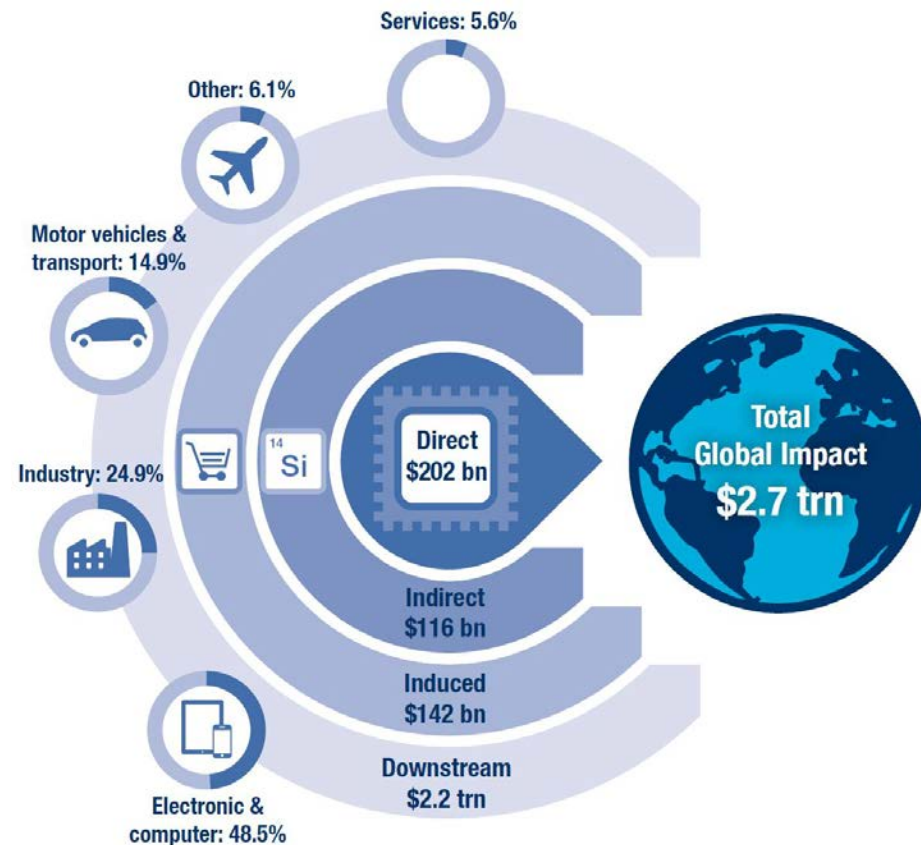 Services: 5.6%
Other: 6.1%
Motor vehicles &
transport: 14.9%
Industry: 24.9%
Electronic &
computer: 48.5%
14
Si
Direct
$202 bn
Indirect
$116 bn
Induced
$142 bn
Downstream
$2.2 trn
Total
Global Impact
$2.7 trn